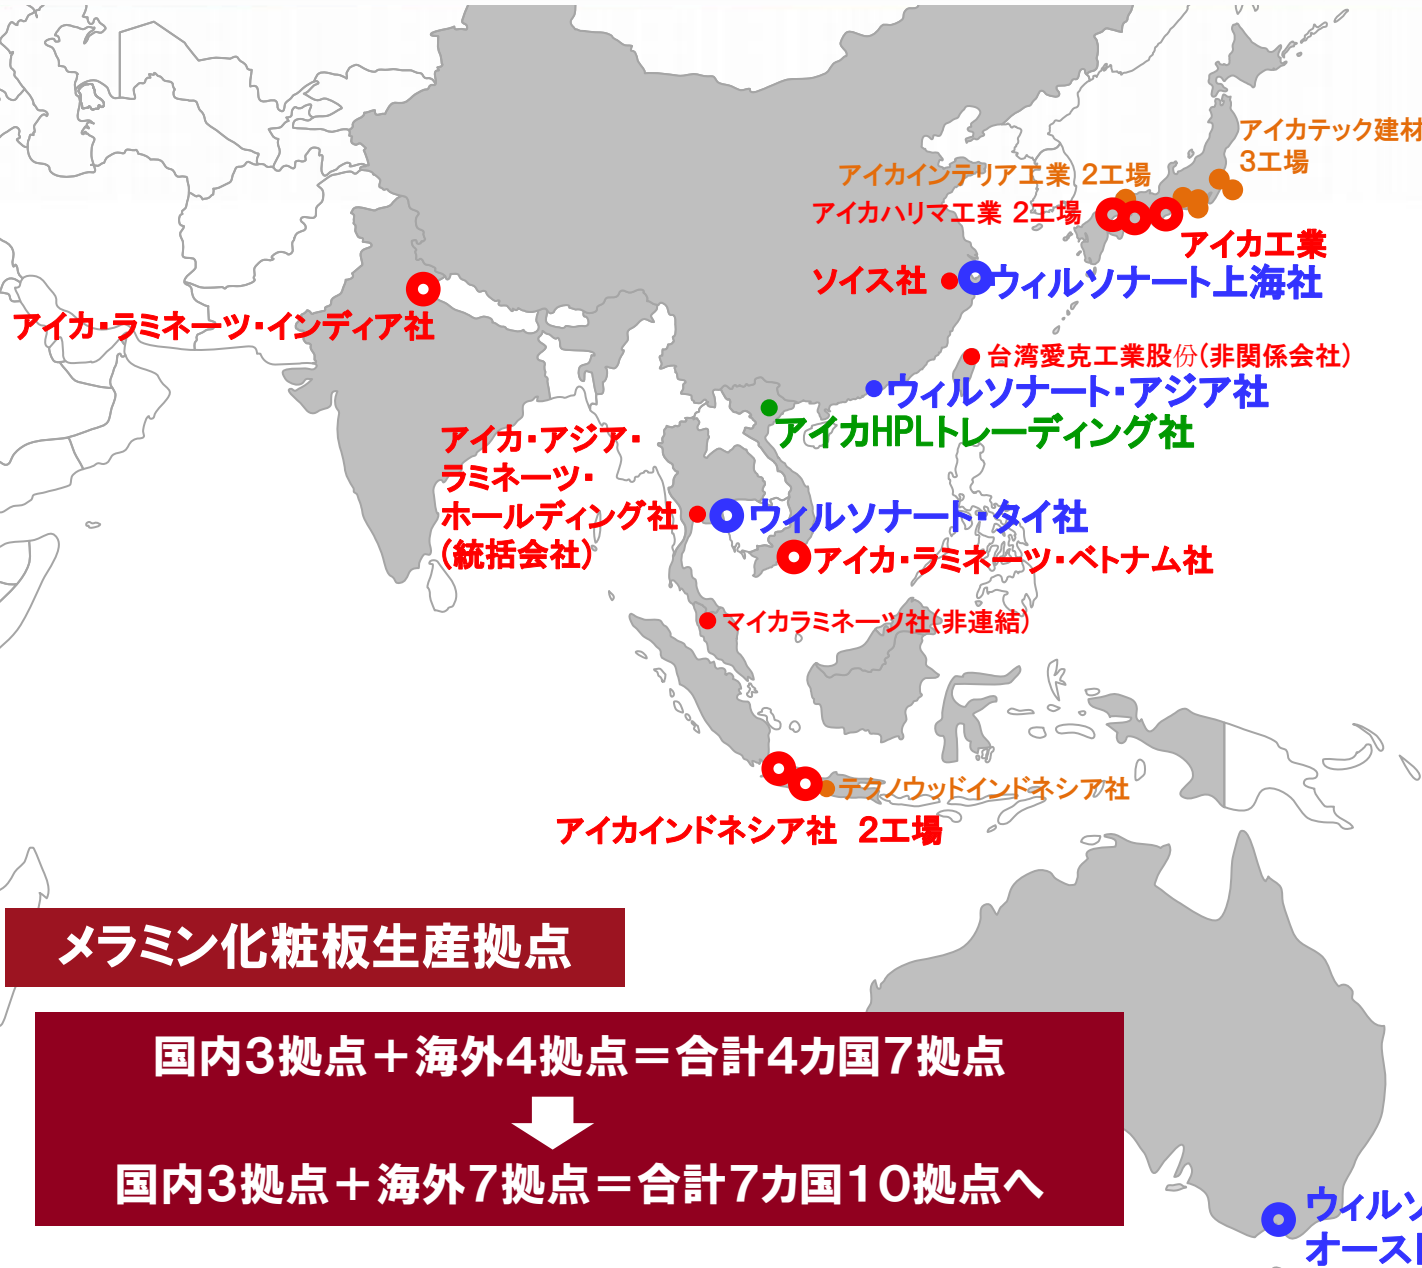 アイカテック建材
3工場
アイカインテリア工業 2工場
アイカハリマ工業 2工場
アイカ工業
ソイス社
ウィルソナート上海社
アイカ・ラミネーツ・インディア社
台湾愛克工業股份(非関係会社)
ウィルソナート・アジア社
アイカHPLトレーディング社
アイカ・アジア・
ラミネーツ・
ホールディング社
(統括会社)
ウィルソナート・タイ社
アイカ・ラミネーツ・ベトナム社
マイカラミネーツ社(非連結)
テクノウッドインドネシア社
アイカインドネシア社 2工場
メラミン化粧板生産拠点
国内3拠点+海外4拠点=合計4カ国7拠点
国内3拠点+海外7拠点=合計7カ国10拠点へ
ウィルソ
オースト